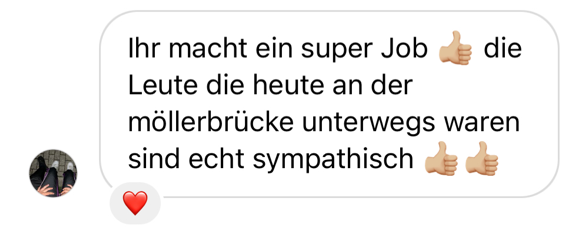 Ihr macht ein super Job 👍🏼 die
Leute die heute an der
möllerbrücke unterwegs waren
sind echt sympathisch 👍🏼👍🏼